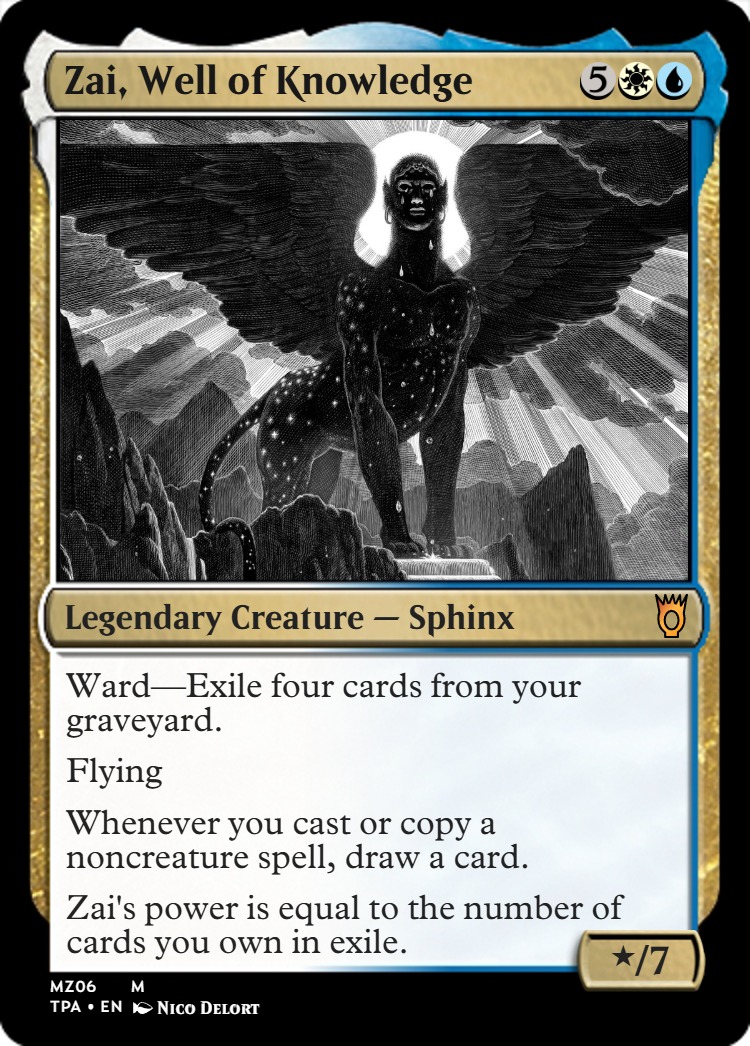 Zai, Well of Knowledge 5
Legendary Creature — Sphinx
Ward—Exile four cards from your
graveyard.
Flying
Whenever you cast or copy a
noncreature spell, draw a card.
Zai's power is equal to the number of
cards you own in exile.
★/7
MZ06 M
TPA • EN Nico Delort